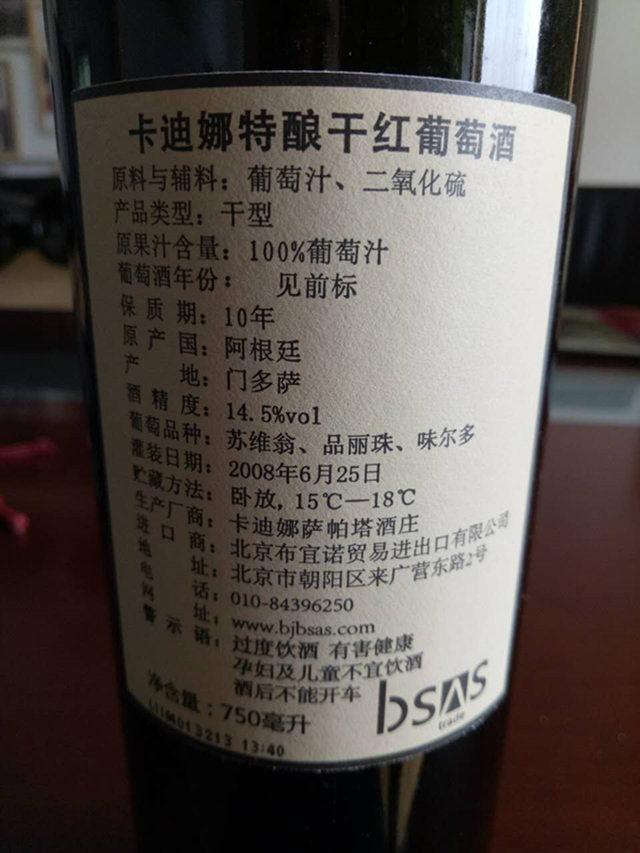 卡迪娜特酿干红葡萄酒
原料与辅料：葡萄汁、二氧化硫
产品类型：干型
原果汁含量：100%葡萄汁
葡萄酒年份： 见前标
保质期：10年
原产国：阿根廷
产地：门多萨
酒精度：14.5%vol
葡萄品种：苏维翁、品丽珠、味尔多
灌装日期：2008年6月25日
贮藏方法：卧放，15℃—18℃
生产厂商：卡迪娜萨帕塔酒庄
进口商：北京布宜诺贸易进出口有限公司
地址：北京市朝阳区来广营东路2号
电话：010-84396250
网址：www.bjbsas.com
警示语：过度饮酒 有害健康
孕妇及儿童不宜饮酒
酒后不能开车
净含量：750毫升
bsAs
trade
13:40